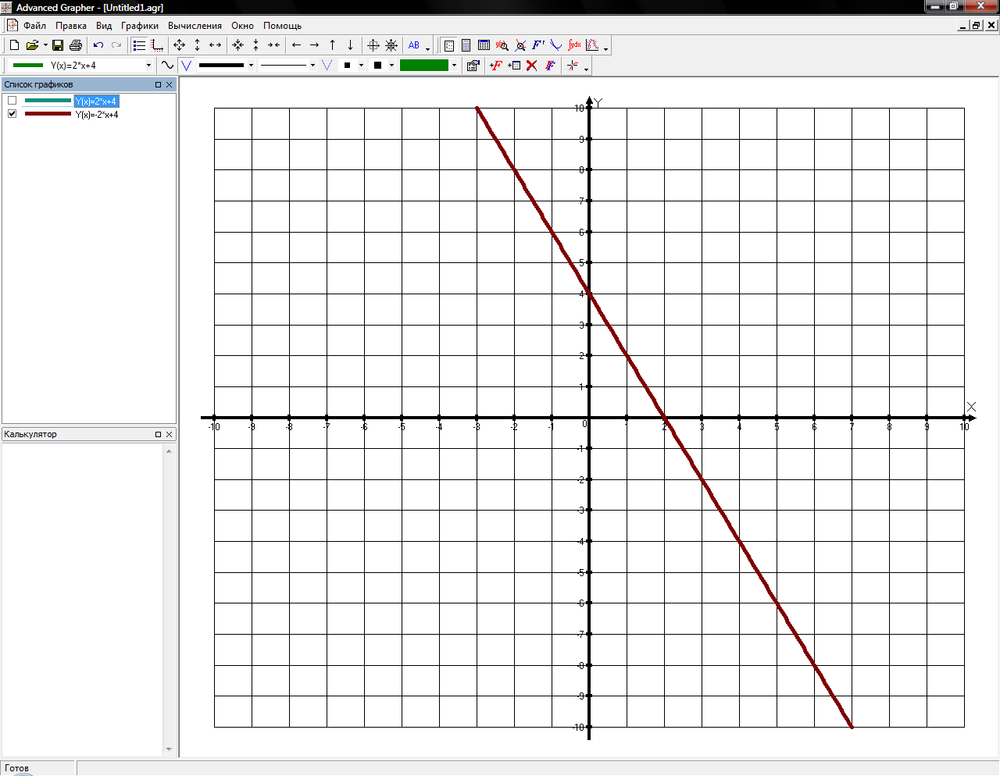 Advanced Grapher - [Untitled1.agr]
Файл Правка Вид Графики Вычисления Окно Помощь
AB F' ∫ydx
Y(x)=2*x+4 +F F
Список графиков
Y(x)=2*x+4
Y(x)=-2*x+4
Калькулятор
Готов
Y
10
9
8
7
6
5
4
3
2
1
X
-10 -9 -8 -7 -6 -5 -4 -3 -2 -1 0 1 2 3 4 5 6 7 8 9 10
-1
-2
-3
-4
-5
-6
-7
-8
-9
-10